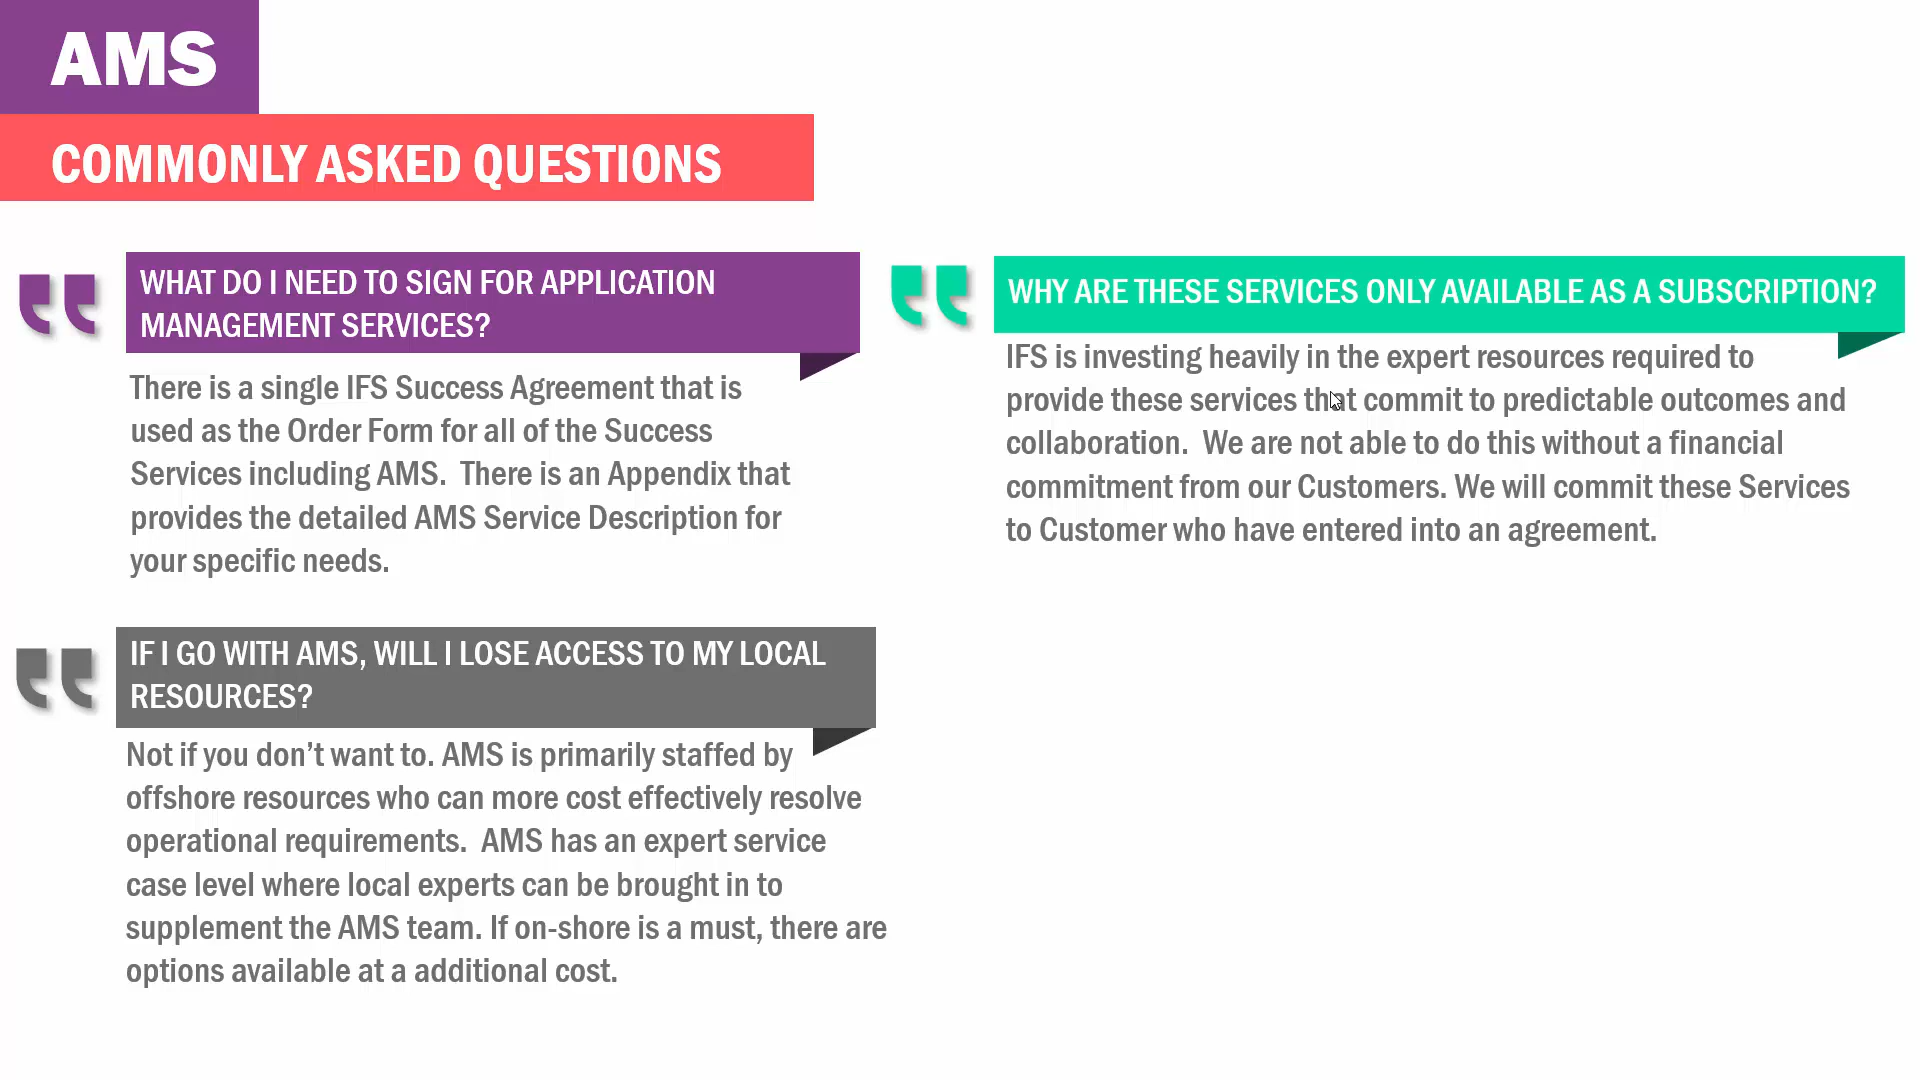 AMS
COMMONLY ASKED QUESTIONS
WHAT DO I NEED TO SIGN FOR APPLICATION
MANAGEMENT SERVICES?
There is a single IFS Success Agreement that is
used as the Order Form for all of the Success
Services including AMS.  There is an Appendix that
provides the detailed AMS Service Description for
your specific needs.
IF I GO WITH AMS, WILL I LOSE ACCESS TO MY LOCAL
RESOURCES?
Not if you don’t want to. AMS is primarily staffed by
offshore resources who can more cost effectively resolve
operational requirements.  AMS has an expert service
case level where local experts can be brought in to
supplement the AMS team. If on-shore is a must, there are
options available at a additional cost.
WHY ARE THESE SERVICES ONLY AVAILABLE AS A SUBSCRIPTION?
IFS is investing heavily in the expert resources required to
provide these services that commit to predictable outcomes and
collaboration.  We are not able to do this without a financial
commitment from our Customers. We will commit these Services
to Customer who have entered into an agreement.